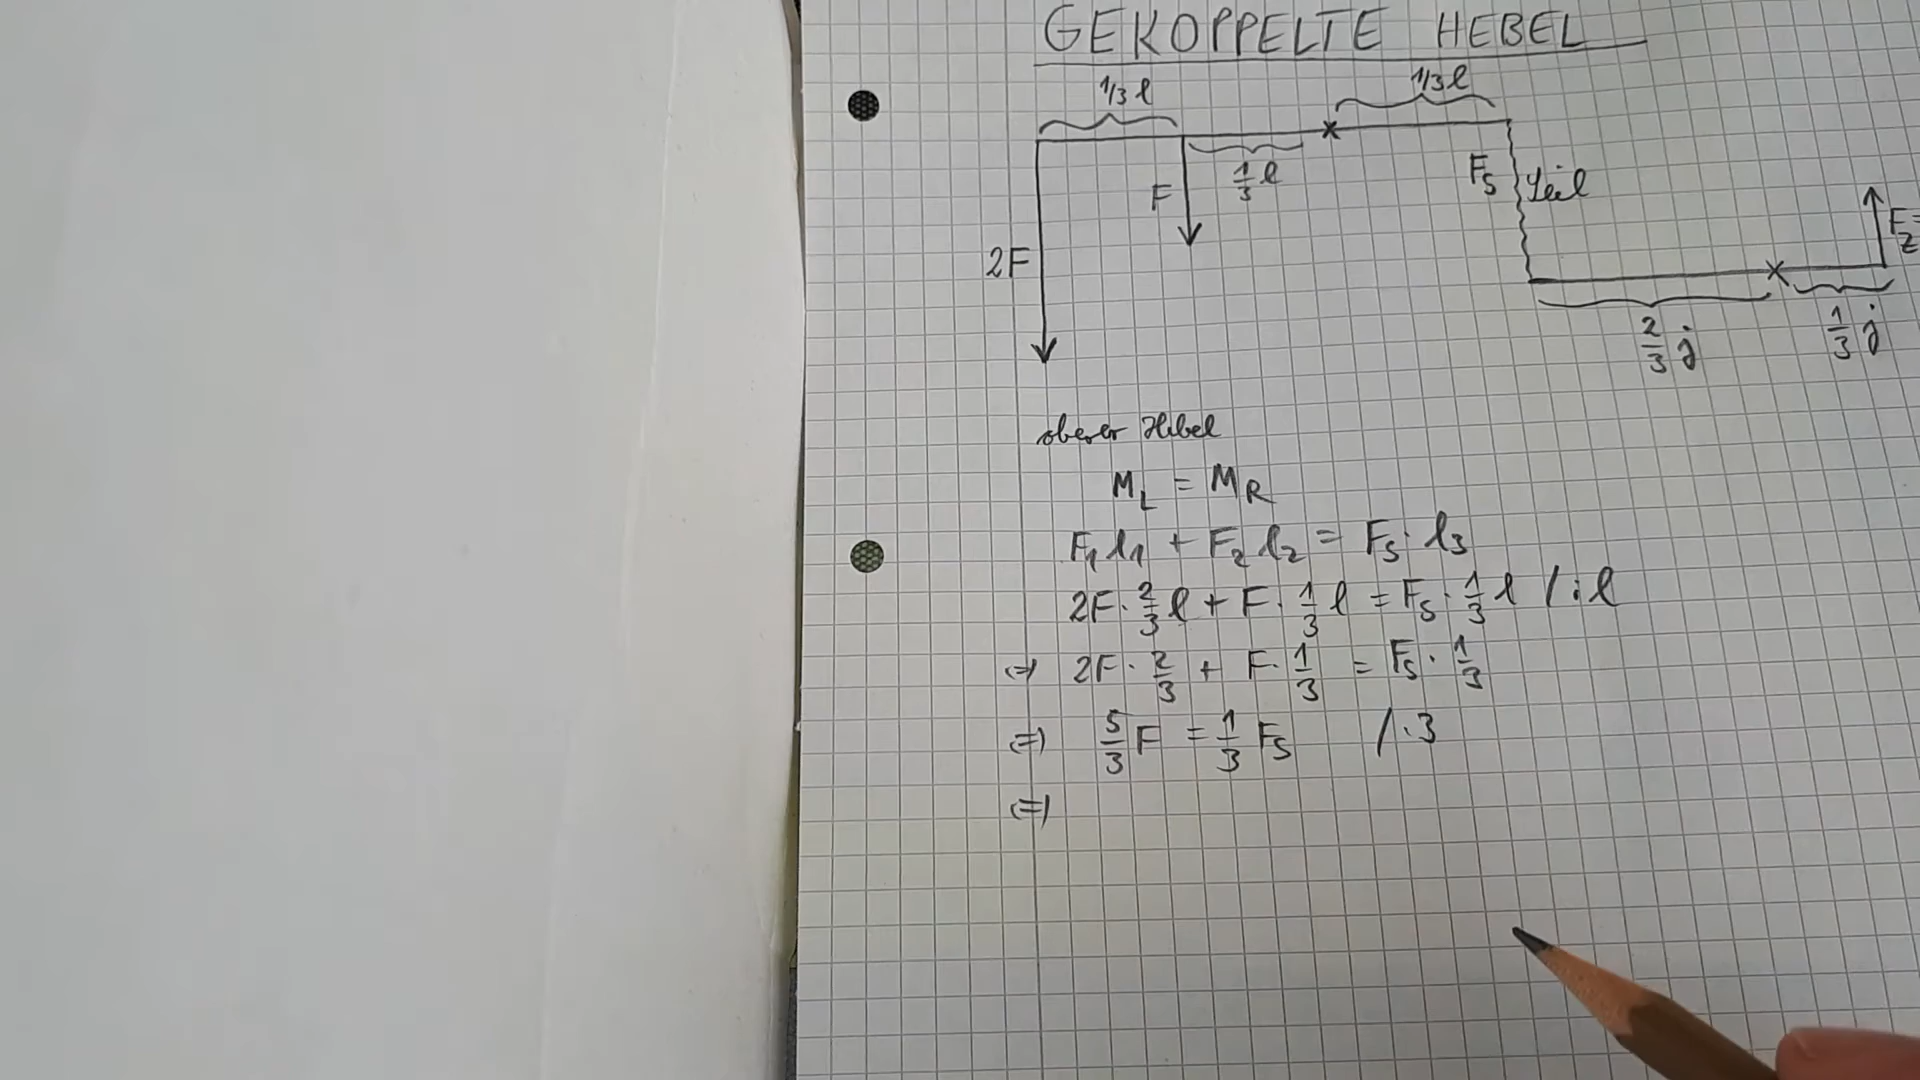 GEKOPPELTE HEBEL
1/3 l
1/3 l
1/3 l
F
F_S
Seil
2F
F_Z=
2/3 j
1/3 j
oberer Hebel
M_L = M_R
F_1 l_1 + F_2 l_2 = F_S · l_3
2F · 2/3 l + F · 1/3 l = F_S · 1/3 l /:l
⇔ 2F · 2/3 + F · 1/3 = F_S · 1/3
⇔ 5/3 F = 1/3 F_S / · 3
⇔